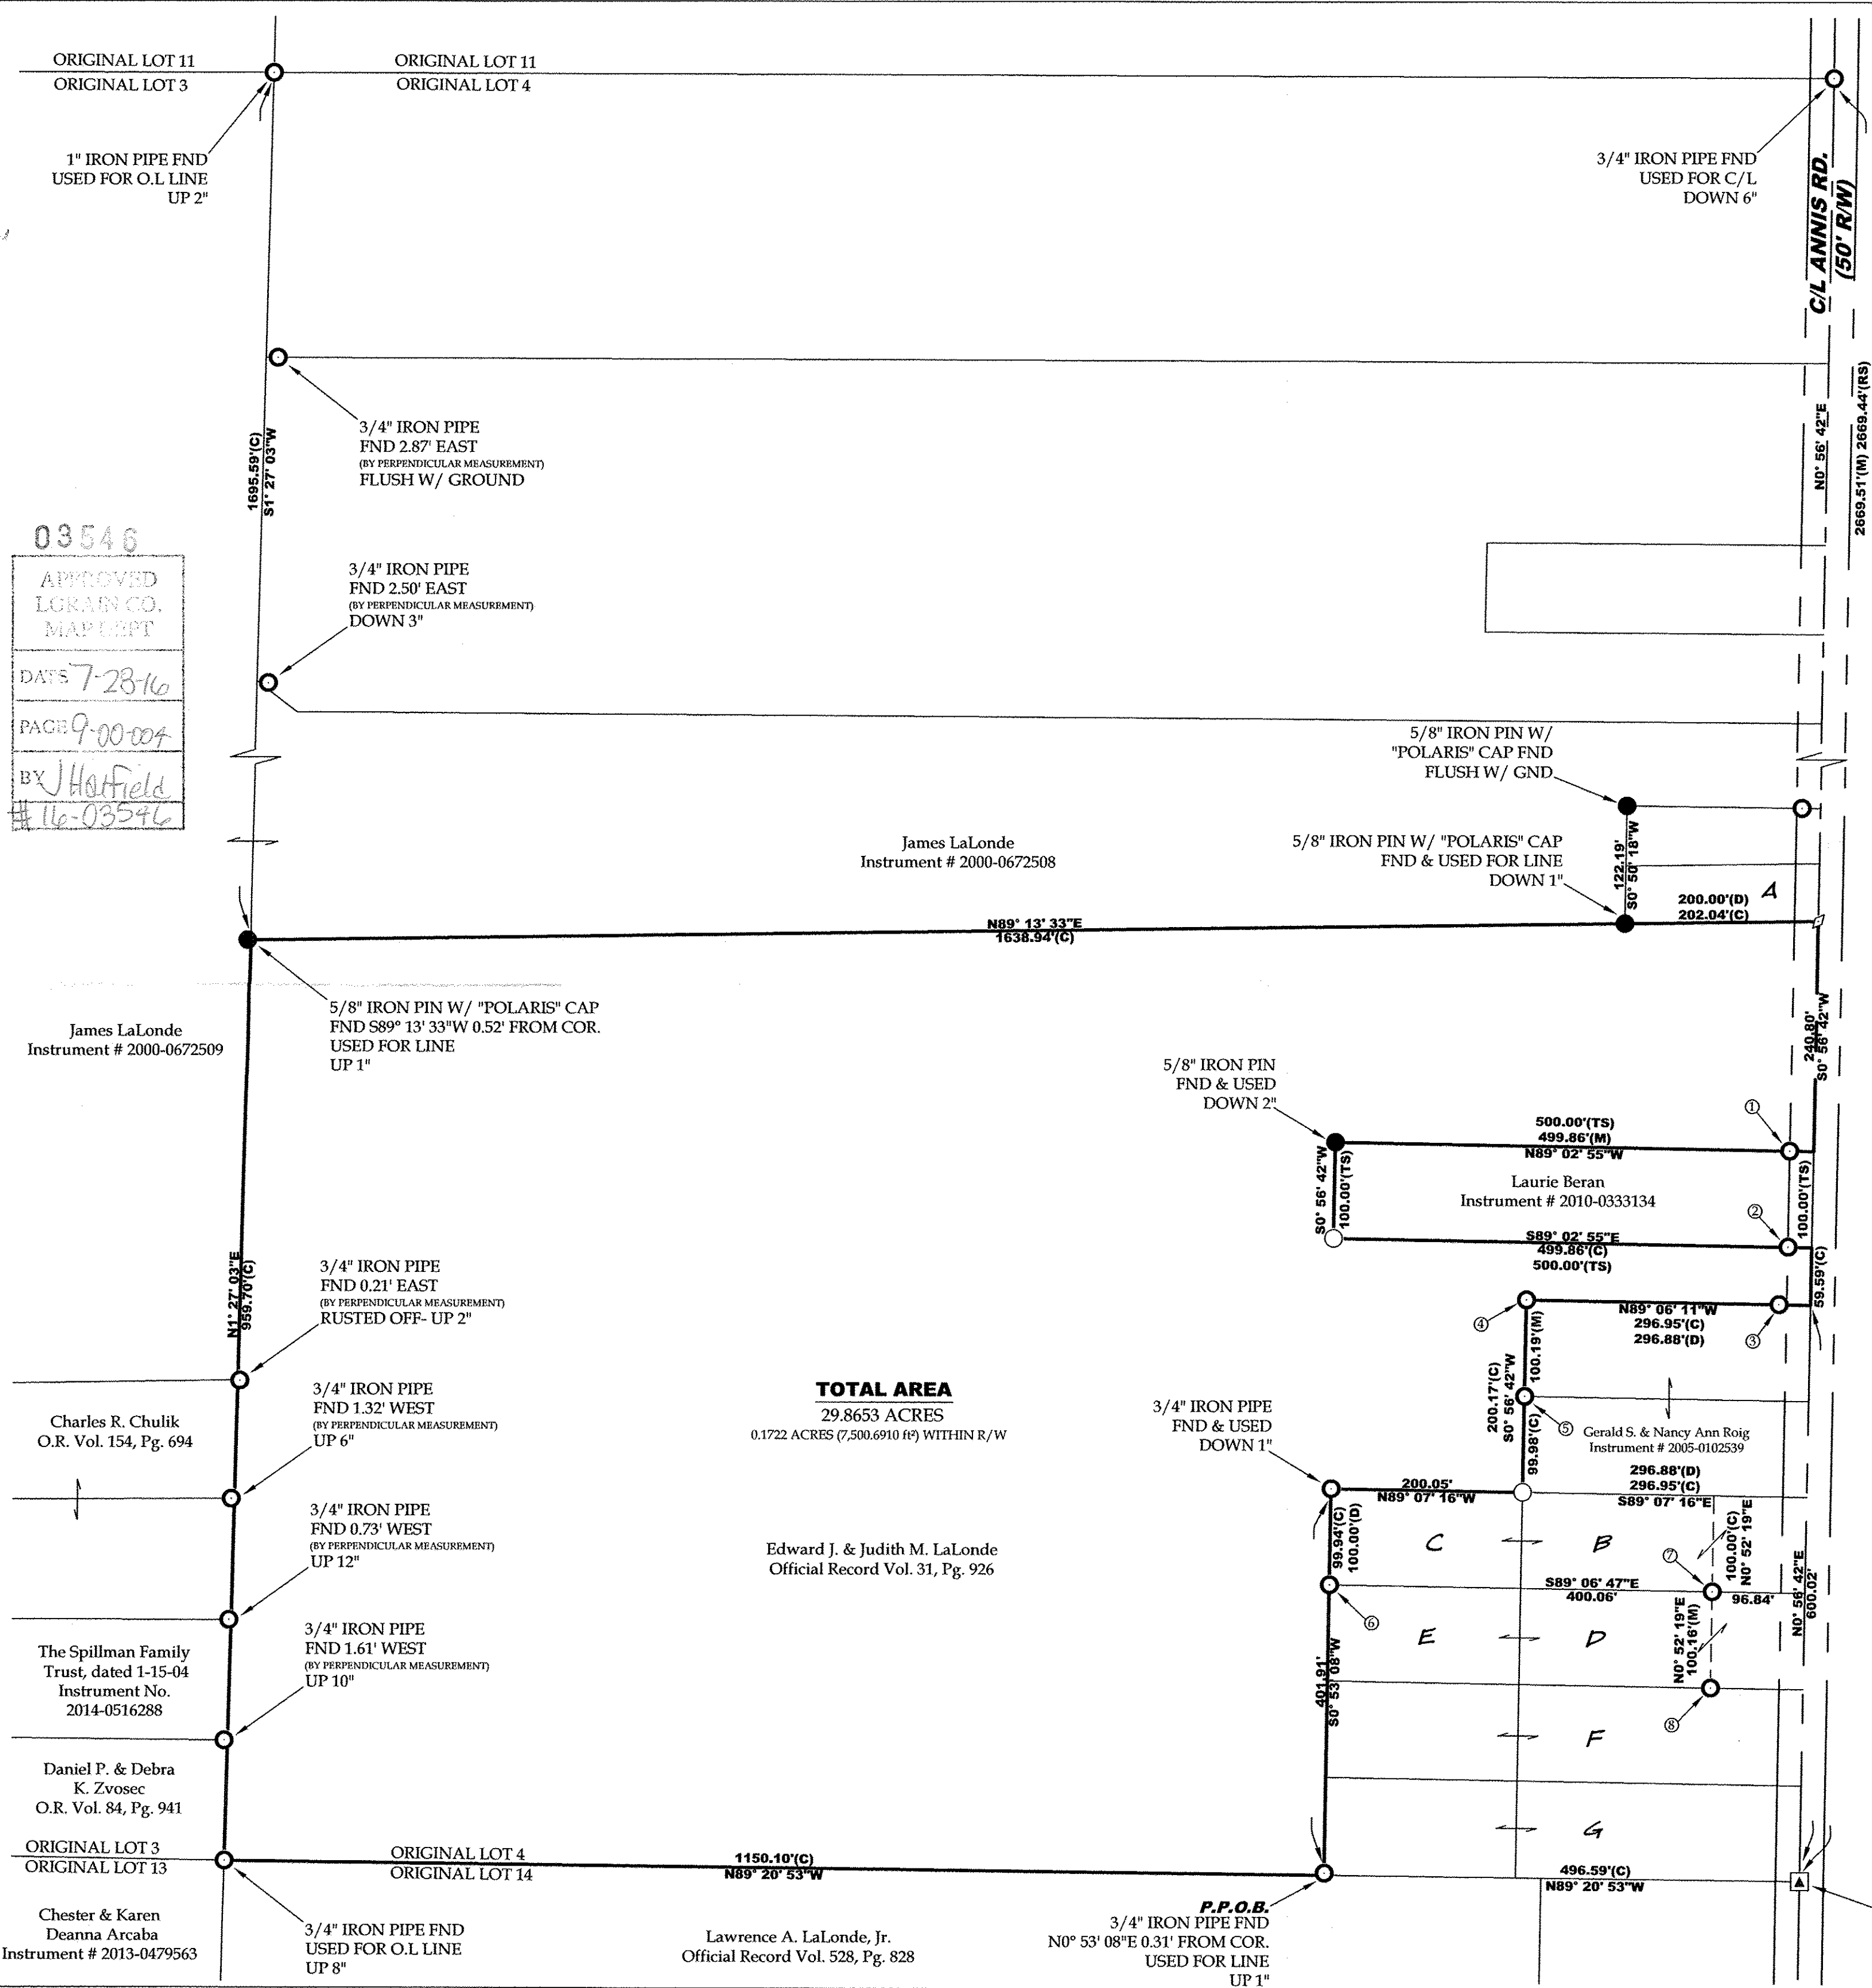 ORIGINAL LOT 11
ORIGINAL LOT 3
ORIGINAL LOT 11
ORIGINAL LOT 4
1" IRON PIPE FND
USED FOR O.L LINE
UP 2"
3/4" IRON PIPE FND
USED FOR C/L
DOWN 6"
C/L ANNIS RD.
(50' R/W)
3/4" IRON PIPE
FND 2.87' EAST
(BY PERPENDICULAR MEASUREMENT)
FLUSH W/ GROUND
1695.59'(C)
S1° 27' 03"W
N0° 56' 42"E
2669.51'(M) 2669.44'(RS)
03546
APPROVED
LORAIN CO.
MAP DEPT
DATE 7-28-16
PAGE 9-00-004
BY J Hatfield
# 16-03546
3/4" IRON PIPE
FND 2.50' EAST
(BY PERPENDICULAR MEASUREMENT)
DOWN 3"
5/8" IRON PIN W/
"POLARIS" CAP FND
FLUSH W/ GND
James LaLonde
Instrument # 2000-0672508
5/8" IRON PIN W/ "POLARIS" CAP
FND & USED FOR LINE
DOWN 1"
122.19'
S0° 50' 18"W
A
200.00'(D)
202.04'(C)
N89° 13' 33"E
1638.94'(C)
5/8" IRON PIN W/ "POLARIS" CAP
FND S89° 13' 33"W 0.52' FROM COR.
USED FOR LINE
UP 1"
James LaLonde
Instrument # 2000-0672509
240.80'
S0° 56' 42"W
5/8" IRON PIN
FND & USED
DOWN 2"
1
500.00'(TS)
499.86'(M)
N89° 02' 55"W
S0° 56' 42"W
100.00'(TS)
Laurie Beran
Instrument # 2010-0333134
100.00'(TS)
2
S89° 02' 55"E
499.86'(C)
500.00'(TS)
59.59'(C)
N1° 27' 03"E
959.70'(C)
3/4" IRON PIPE
FND 0.21' EAST
(BY PERPENDICULAR MEASUREMENT)
RUSTED OFF- UP 2"
4
N89° 06' 11"W
296.95'(C)
296.88'(D)
3
100.19'(M)
200.17'(C)
S0° 56' 42"W
99.98'(C)
5
Gerald S. & Nancy Ann Roig
Instrument # 2005-0102539
TOTAL AREA
29.8653 ACRES
0.1722 ACRES (7,500.6910 ft²) WITHIN R/W
3/4" IRON PIPE
FND 1.32' WEST
(BY PERPENDICULAR MEASUREMENT)
UP 6"
Charles R. Chulik
O.R. Vol. 154, Pg. 694
3/4" IRON PIPE
FND & USED
DOWN 1"
200.05'
N89° 07' 16"W
296.88'(D)
296.95'(C)
S89° 07' 16"E
3/4" IRON PIPE
FND 0.73' WEST
(BY PERPENDICULAR MEASUREMENT)
UP 12"
Edward J. & Judith M. LaLonde
Official Record Vol. 31, Pg. 926
99.94'(C)
100.00'(D)
C
B
100.00'(C)
N0° 52' 19"E
7
S89° 06' 47"E
400.06'
96.84'
6
E
D
N0° 52' 19"E
100.16'(M)
N0° 56' 42"E
600.02'
8
401.91'
S0° 53' 08"W
F
G
The Spillman Family
Trust, dated 1-15-04
Instrument No.
2014-0516288
3/4" IRON PIPE
FND 1.61' WEST
(BY PERPENDICULAR MEASUREMENT)
UP 10"
Daniel P. & Debra
K. Zvosec
O.R. Vol. 84, Pg. 941
ORIGINAL LOT 3
ORIGINAL LOT 13
ORIGINAL LOT 4
ORIGINAL LOT 14
1150.10'(C)
N89° 20' 53"W
496.59'(C)
N89° 20' 53"W
Chester & Karen
Deanna Arcaba
Instrument # 2013-0479563
3/4" IRON PIPE FND
USED FOR O.L LINE
UP 8"
Lawrence A. LaLonde, Jr.
Official Record Vol. 528, Pg. 828
P.P.O.B.
3/4" IRON PIPE FND
N0° 53' 08"E 0.31' FROM COR.
USED FOR LINE
UP 1"